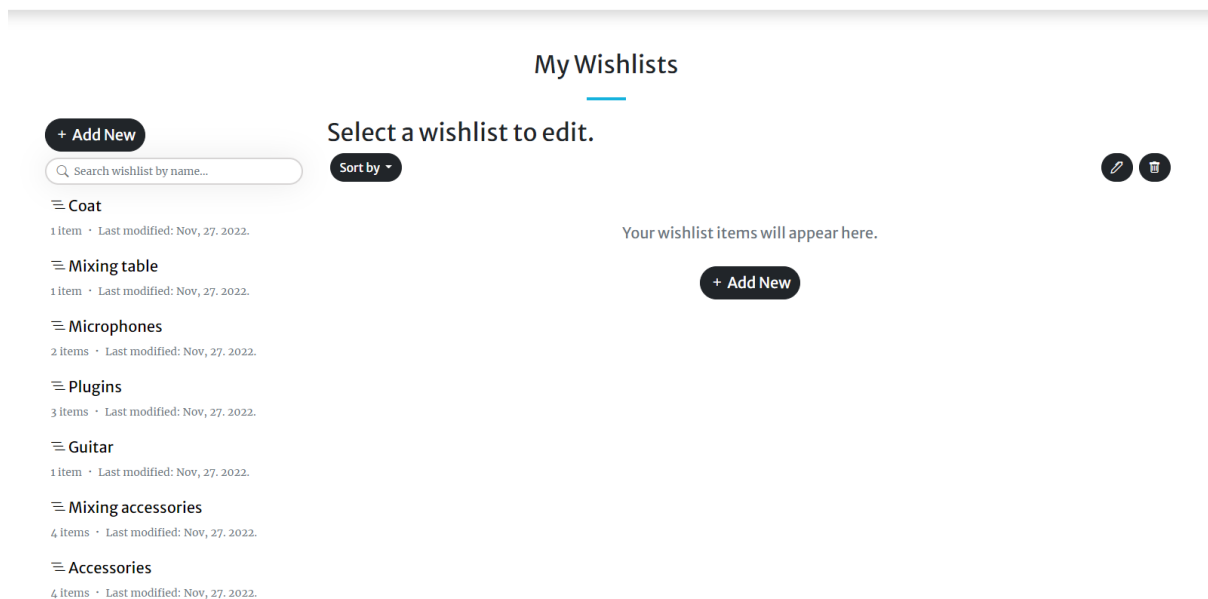 My Wishlists
+ Add New
Search wishlist by name...
Coat
1 item · Last modified: Nov, 27. 2022.
Mixing table
1 item · Last modified: Nov, 27. 2022.
Microphones
2 items · Last modified: Nov, 27. 2022.
Plugins
3 items · Last modified: Nov, 27. 2022.
Guitar
1 item · Last modified: Nov, 27. 2022.
Mixing accessories
4 items · Last modified: Nov, 27. 2022.
Accessories
4 items · Last modified: Nov, 27. 2022.
Select a wishlist to edit.
Sort by
Your wishlist items will appear here.
+ Add New